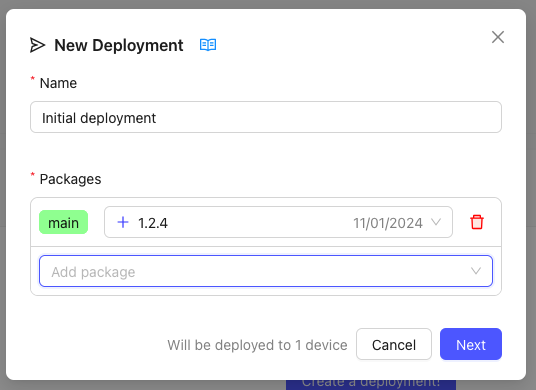 New Deployment
* Name
Initial deployment
* Packages
main
1.2.4 11/01/2024
Add package
Will be deployed to 1 device Cancel Next
Create a deployment!